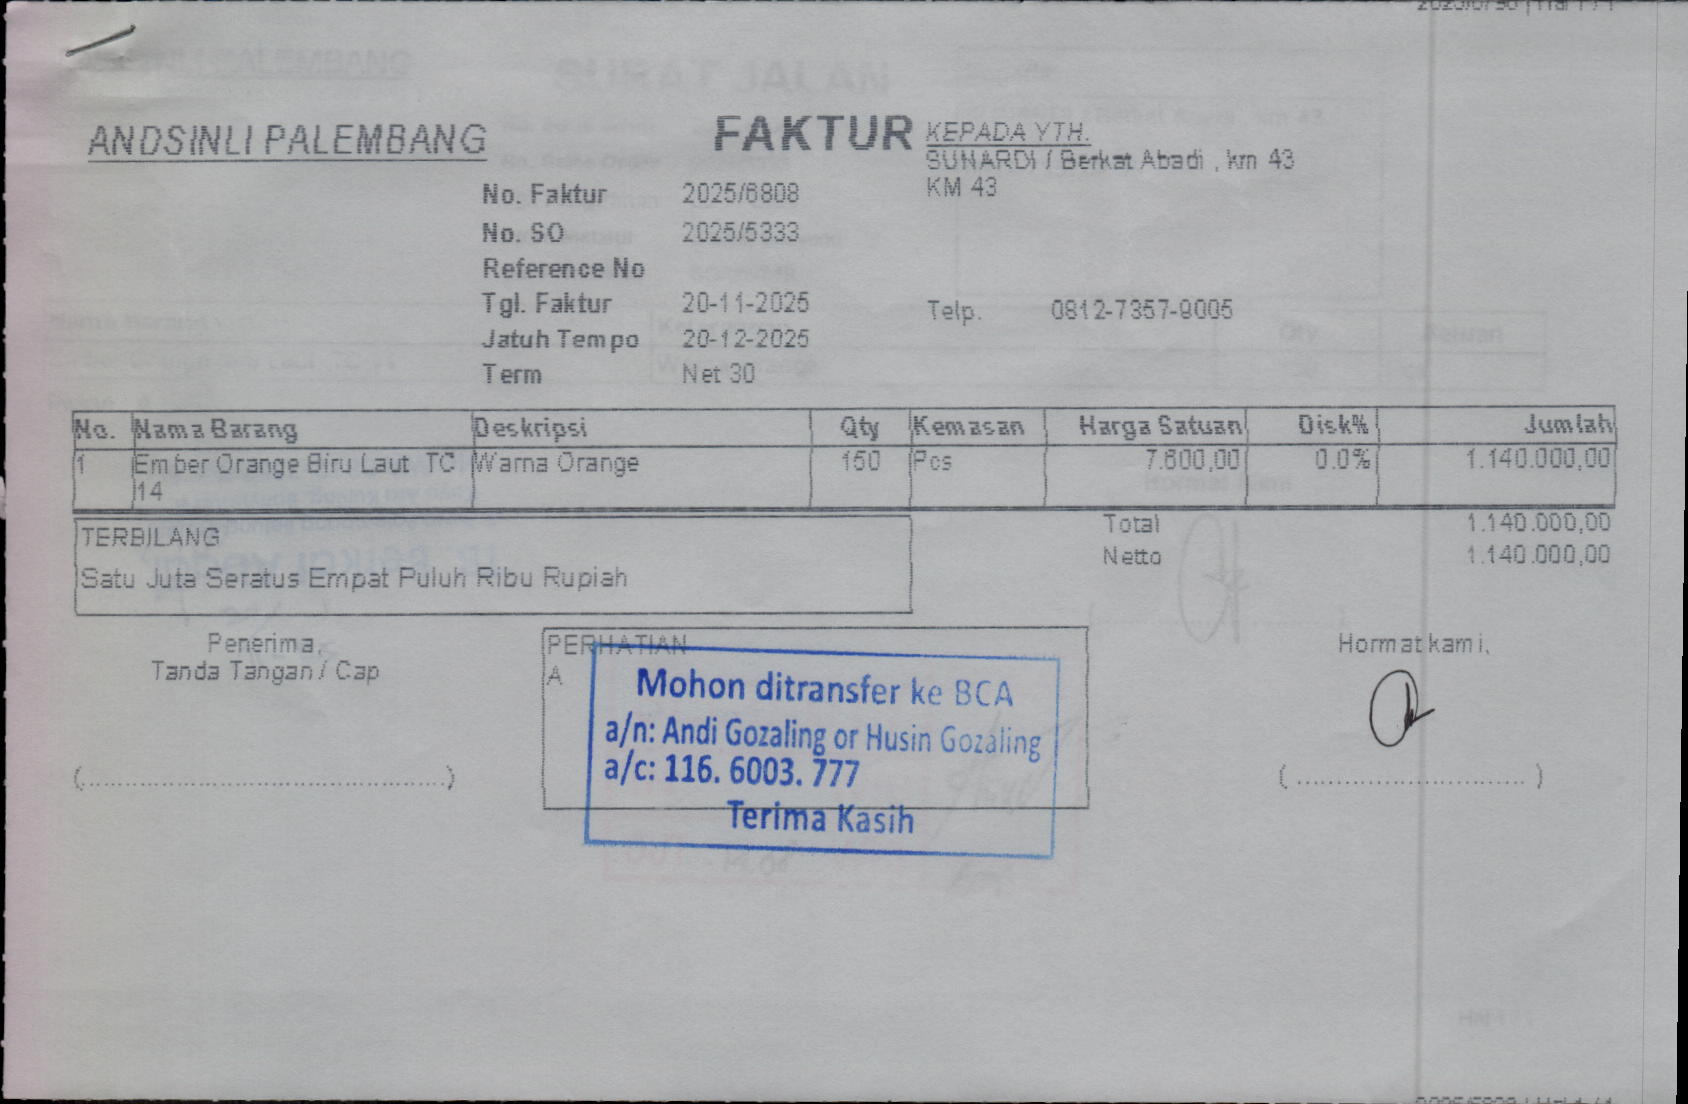 ANDSINLI PALEMBANG
FAKTUR
KEPADA YTH.
SUNARDI / Berkat Abadi , km 43
KM 43
No. Faktur 2025/6808
No. SO 2025/5333
Reference No
Tgl. Faktur 20-11-2025
Telp. 0812-7357-9005
Jatuh Tempo 20-12-2025
Term Net 30
No. Nama Barang Deskripsi Qty Kemasan Harga Satuan Disk% Jumlah
1 Ember Orange Biru Laut TC Warna Orange 150 Pcs 7.600,00 0.0% 1.140.000,00
14
Total 1.140.000,00
TERBILANG
Netto 1.140.000,00
Satu Juta Seratus Empat Puluh Ribu Rupiah
Penerima,
Tanda Tangan / Cap
PERHATIAN
A
Mohon ditransfer ke BCA
a/n: Andi Gozaling or Husin Gozaling
a/c: 116. 6003. 777
Terima Kasih
Hormat kami,
(..............................................)
( ............................. )